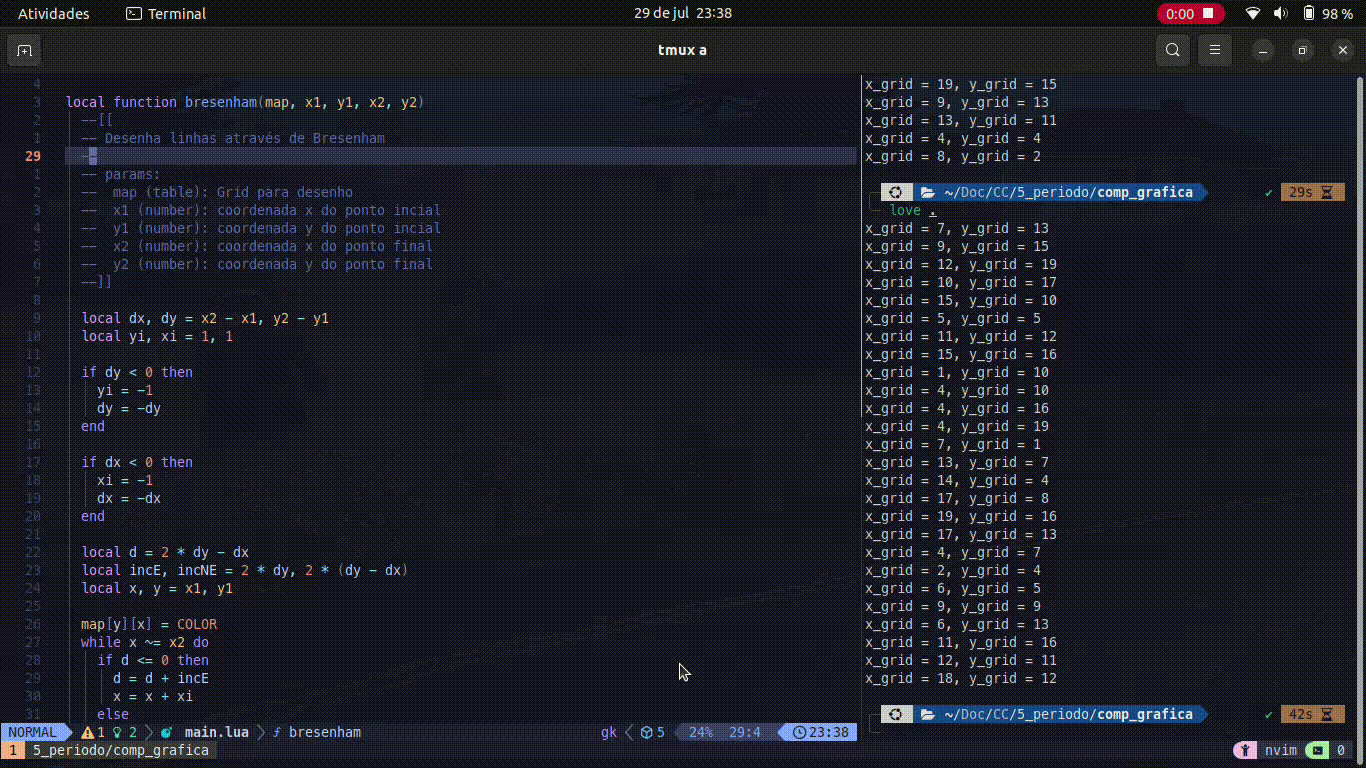 Atividades
Terminal
29 de jul 23:38
0:00
98 %
tmux a
4
3 local function bresenham(map, x1, y1, x2, y2)
2 --[[
1 -- Desenha linhas através de Bresenham
29 --
1 -- params:
2 --  map (table): Grid para desenho
3 --  x1 (number): coordenada x do ponto incial
4 --  y1 (number): coordenada y do ponto incial
5 --  x2 (number): coordenada x do ponto final
6 --  y2 (number): coordenada y do ponto final
7 --]]
8
9 local dx, dy = x2 - x1, y2 - y1
10 local yi, xi = 1, 1
11
12 if dy < 0 then
13 yi = -1
14 dy = -dy
15 end
16
17 if dx < 0 then
18 xi = -1
19 dx = -dx
20 end
21
22 local d = 2 * dy - dx
23 local incE, incNE = 2 * dy, 2 * (dy - dx)
24 local x, y = x1, y1
25
26 map[y][x] = COLOR
27 while x ~= x2 do
28 if d <= 0 then
29 d = d + incE
30 x = x + xi
31 else
NORMAL 1 2 main.lua bresenham gk 5 24% 29:4 23:38
x_grid = 19, y_grid = 15
x_grid = 9, y_grid = 13
x_grid = 13, y_grid = 11
x_grid = 4, y_grid = 4
x_grid = 8, y_grid = 2
~/Doc/CC/5_periodo/comp_grafica ✔ 29s
love .
x_grid = 7, y_grid = 13
x_grid = 9, y_grid = 15
x_grid = 12, y_grid = 19
x_grid = 10, y_grid = 17
x_grid = 15, y_grid = 10
x_grid = 5, y_grid = 5
x_grid = 11, y_grid = 12
x_grid = 15, y_grid = 16
x_grid = 1, y_grid = 10
x_grid = 4, y_grid = 10
x_grid = 4, y_grid = 16
x_grid = 4, y_grid = 19
x_grid = 7, y_grid = 1
x_grid = 13, y_grid = 7
x_grid = 14, y_grid = 4
x_grid = 17, y_grid = 8
x_grid = 19, y_grid = 16
x_grid = 17, y_grid = 13
x_grid = 4, y_grid = 7
x_grid = 2, y_grid = 4
x_grid = 6, y_grid = 5
x_grid = 9, y_grid = 9
x_grid = 6, y_grid = 13
x_grid = 11, y_grid = 16
x_grid = 12, y_grid = 11
x_grid = 18, y_grid = 12
~/Doc/CC/5_periodo/comp_grafica ✔ 42s
1 5_periodo/comp_grafica
nvim 0